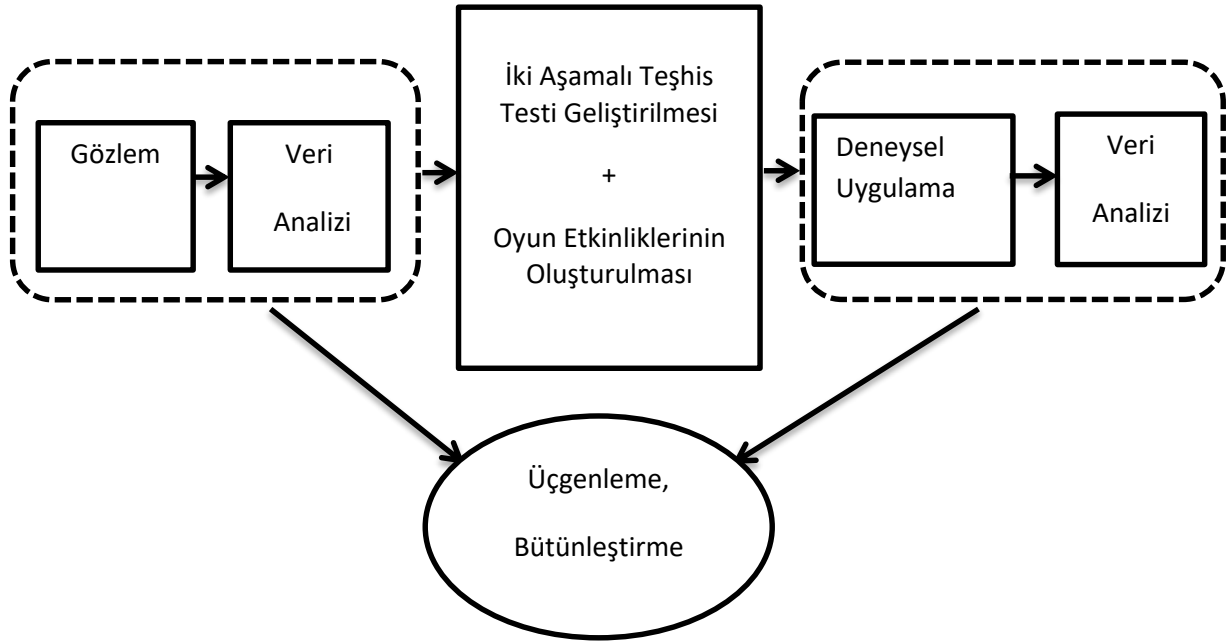 Gözlem
Veri
Analizi
İki Aşamalı Teşhis
Testi Geliştirilmesi
+
Oyun Etkinliklerinin
Oluşturulması
Deneysel
Uygulama
Veri
Analizi
Üçgenleme,
Bütünleştirme